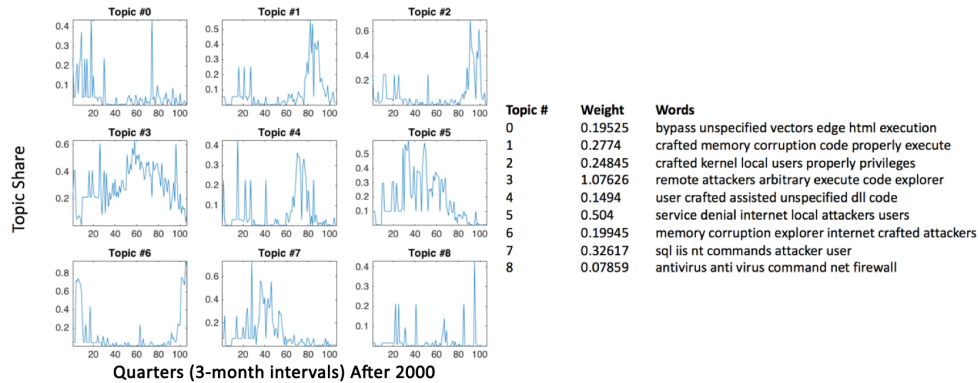 Topic #0 Topic #1 Topic #2
0.4 0.3 0.2 0.1
0.5 0.4 0.3 0.2 0.1
0.6 0.4 0.2
20 40 60 80 100 20 40 60 80 100 20 40 60 80 100
Topic #3 Topic #4 Topic #5
0.6 0.4 0.2
0.4 0.3 0.2 0.1
0.6 0.4 0.2
20 40 60 80 100 20 40 60 80 100 20 40 60 80 100
Topic #6 Topic #7 Topic #8
0.8 0.6 0.4 0.2
0.6 0.4 0.2
0.4 0.3 0.2 0.1
20 40 60 80 100 20 40 60 80 100 20 40 60 80 100
Topic Share
Quarters (3-month intervals) After 2000
Topic # Weight Words
0 0.19525 bypass unspecified vectors edge html execution
1 0.2774 crafted memory corruption code properly execute
2 0.24845 crafted kernel local users properly privileges
3 1.07626 remote attackers arbitrary execute code explorer
4 0.1494 user crafted assisted unspecified dll code
5 0.504 service denial internet local attackers users
6 0.19945 memory corruption explorer internet crafted attackers
7 0.32617 sql iis nt commands attacker user
8 0.07859 antivirus anti virus command net firewall